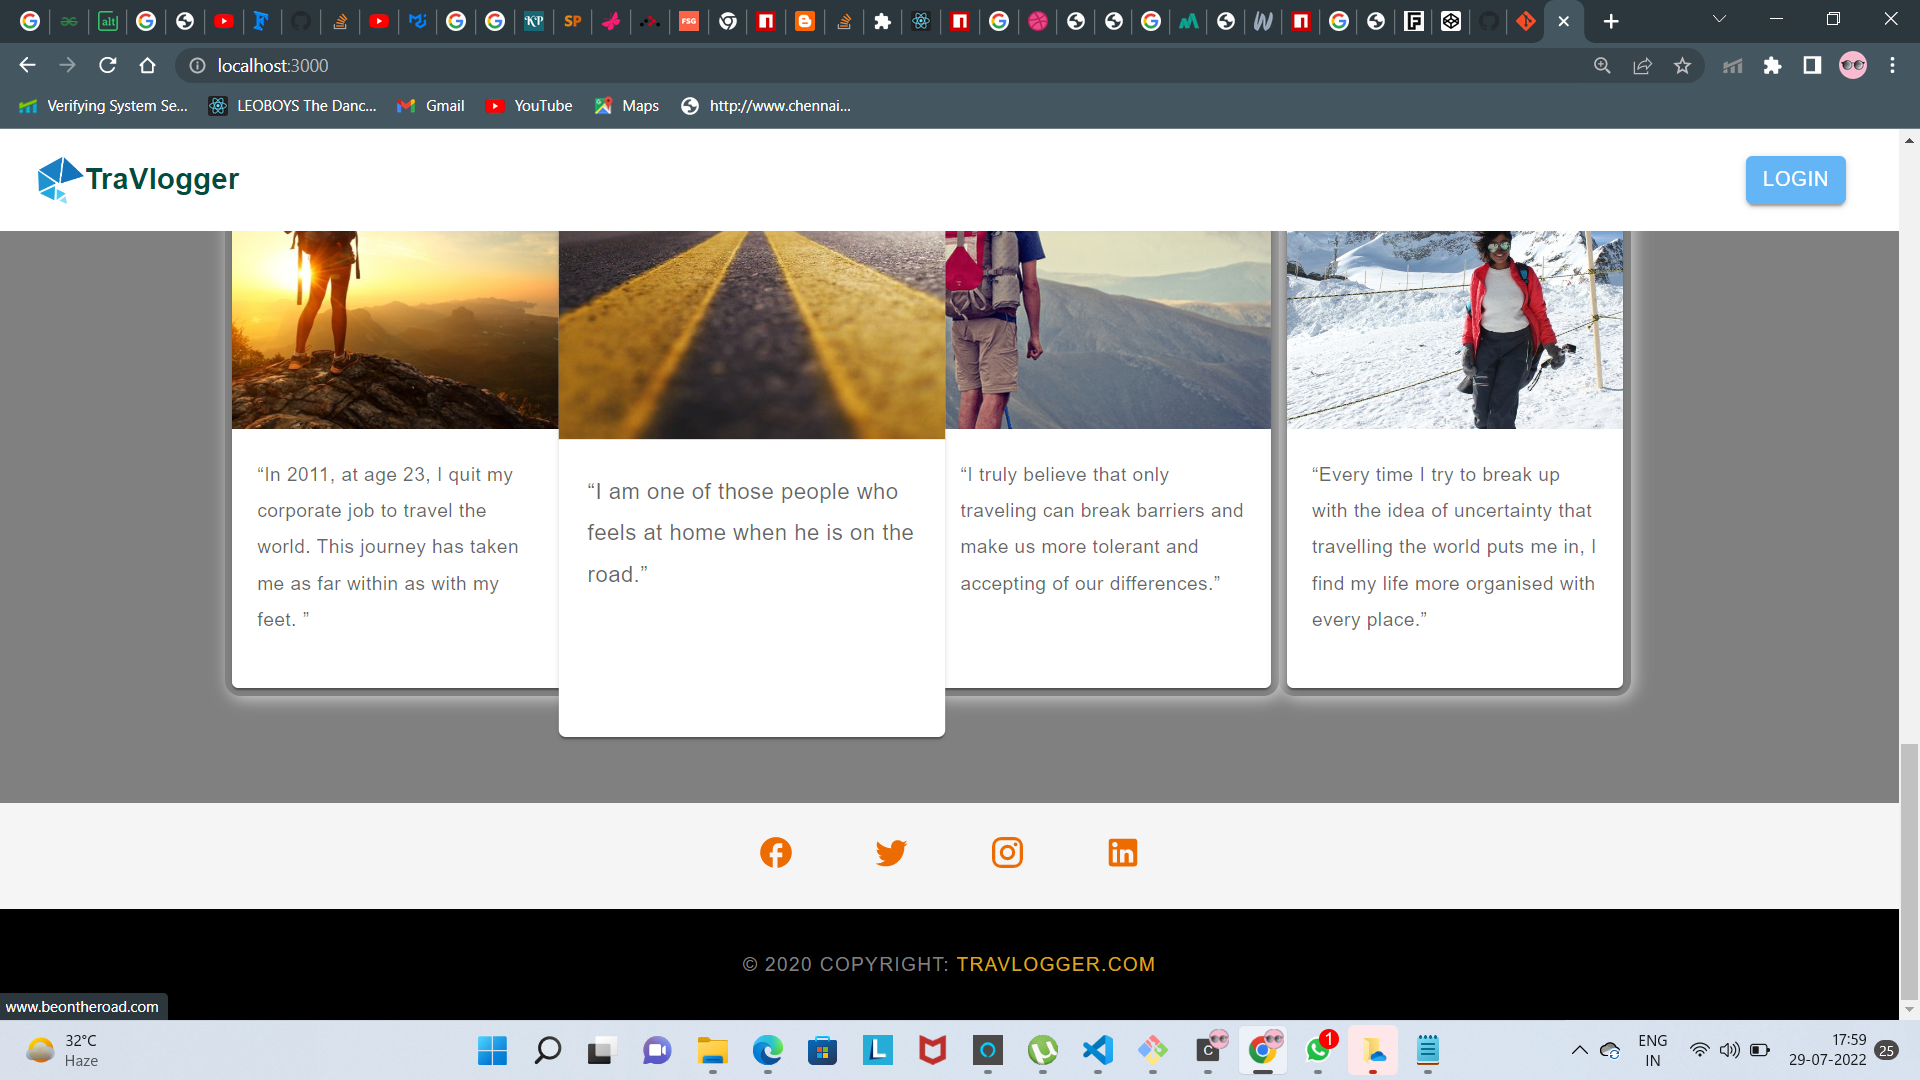 localhost:3000
Verifying System Se...
LEOBOYS The Danc...
Gmail
YouTube
Maps
http://www.chennai...
TraVlogger
LOGIN
“In 2011, at age 23, I quit my
corporate job to travel the
world. This journey has taken
me as far within as with my
feet. ”
“I am one of those people who
feels at home when he is on the
road.”
“I truly believe that only
traveling can break barriers and
make us more tolerant and
accepting of our differences.”
“Every time I try to break up
with the idea of uncertainty that
travelling the world puts me in, I
find my life more organised with
every place.”
© 2020 COPYRIGHT: TRAVLOGGER.COM
www.beontheroad.com
32°C
Haze
1
ENG
IN
17:59
29-07-2022
25